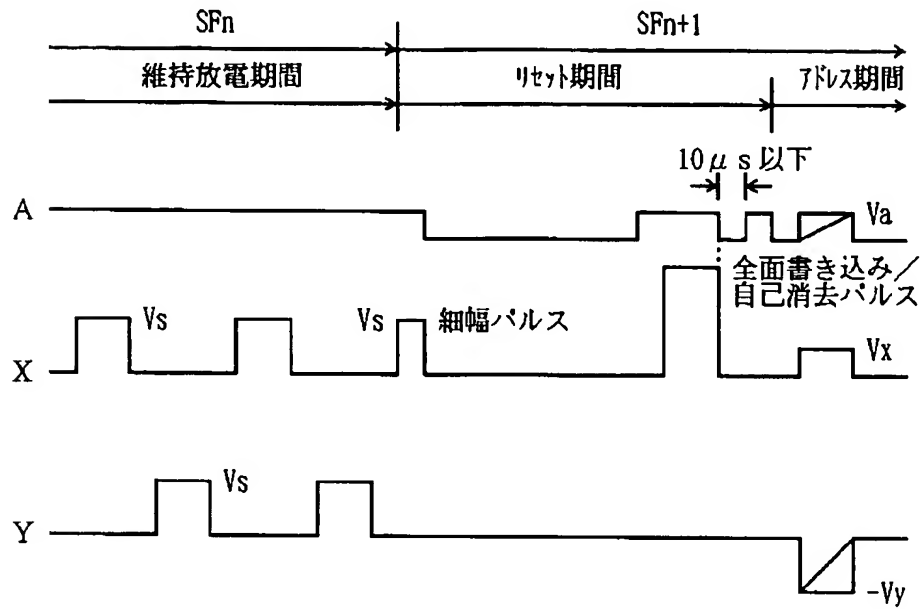 SFn
SFn+1
維持放電期間
リセット期間
アドレス期間
10μs以下
A
Va
全面書き込み/
自己消去パルス
Vs
Vs
細幅パルス
Vx
X
Vs
Y
-Vy